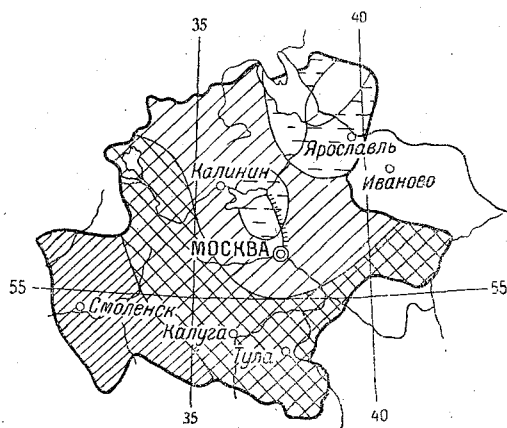 35
40
Ярославль
Калинин
Иваново
МОСКВА
55
55
Смоленск
Калуга
Тула
35
40